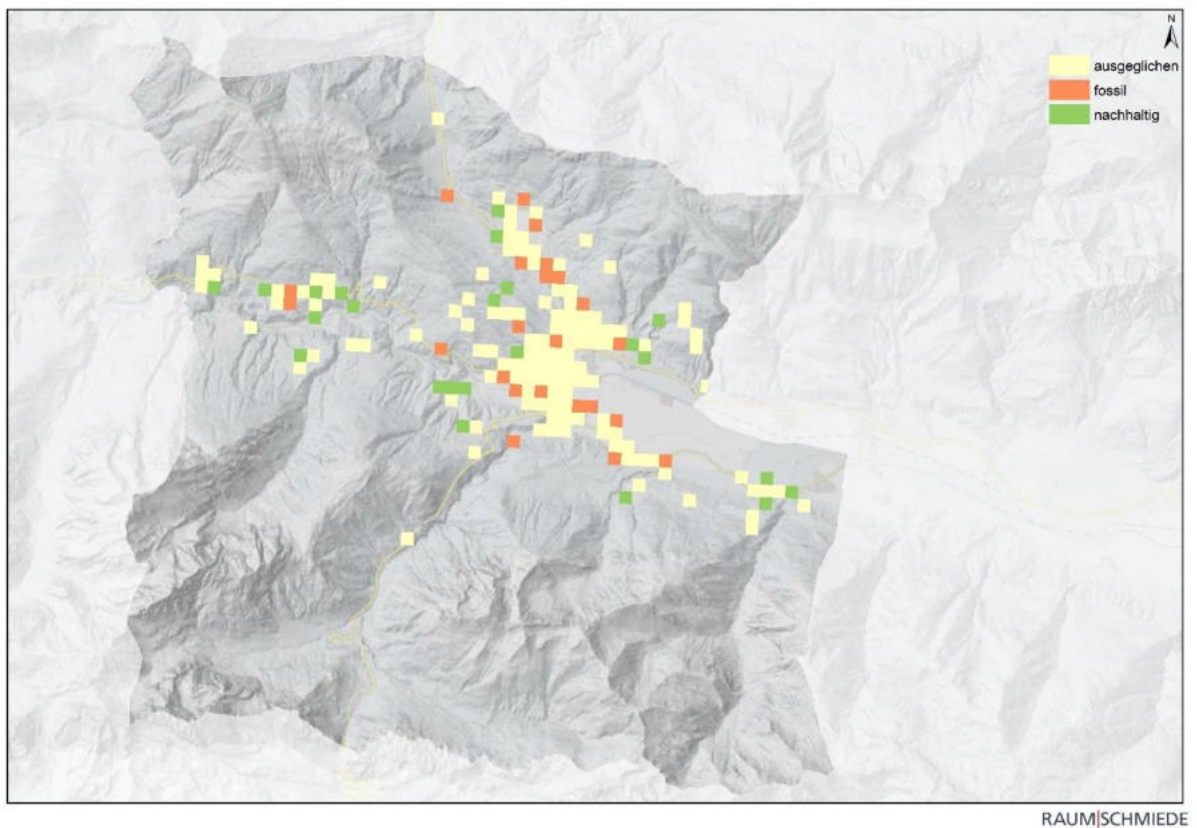 N
ausgeglichen
fossil
nachhaltig
RAUM|SCHMIEDE